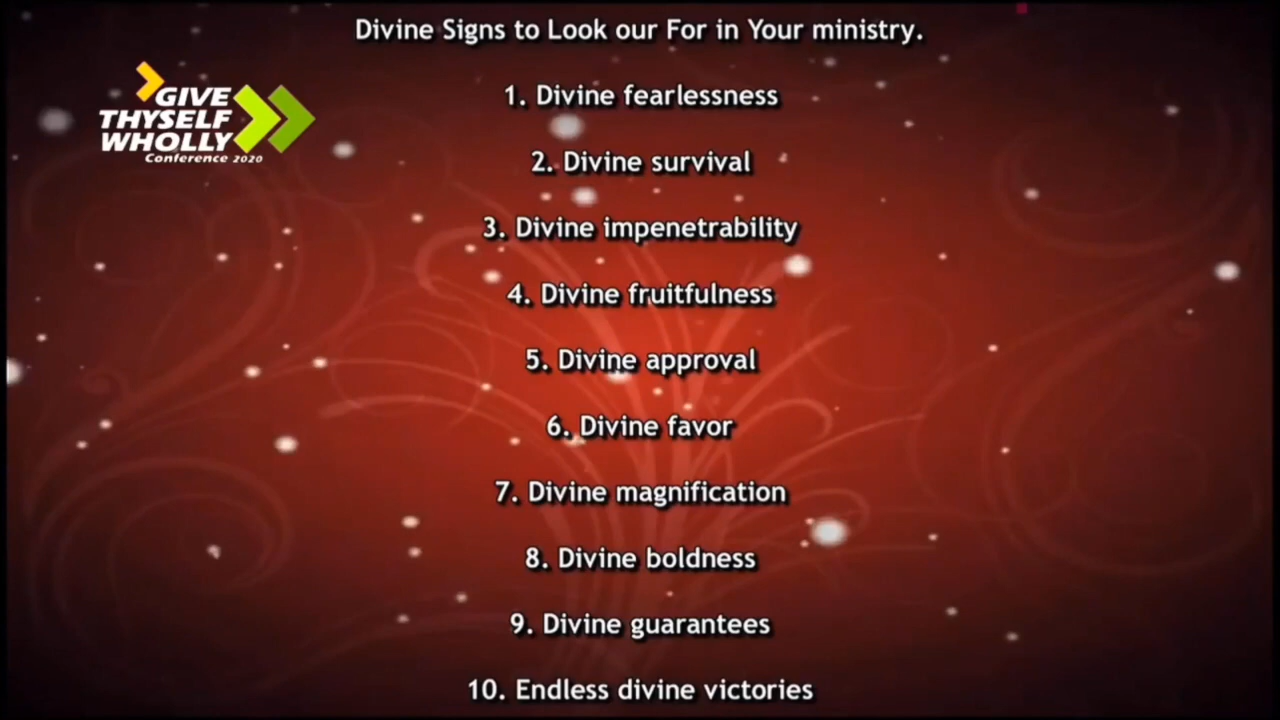 Divine Signs to Look our For in Your ministry.
GIVE
THYSELF
WHOLLY
Conference 2020
1. Divine fearlessness
2. Divine survival
3. Divine impenetrability
4. Divine fruitfulness
5. Divine approval
6. Divine favor
7. Divine magnification
8. Divine boldness
9. Divine guarantees
10. Endless divine victories